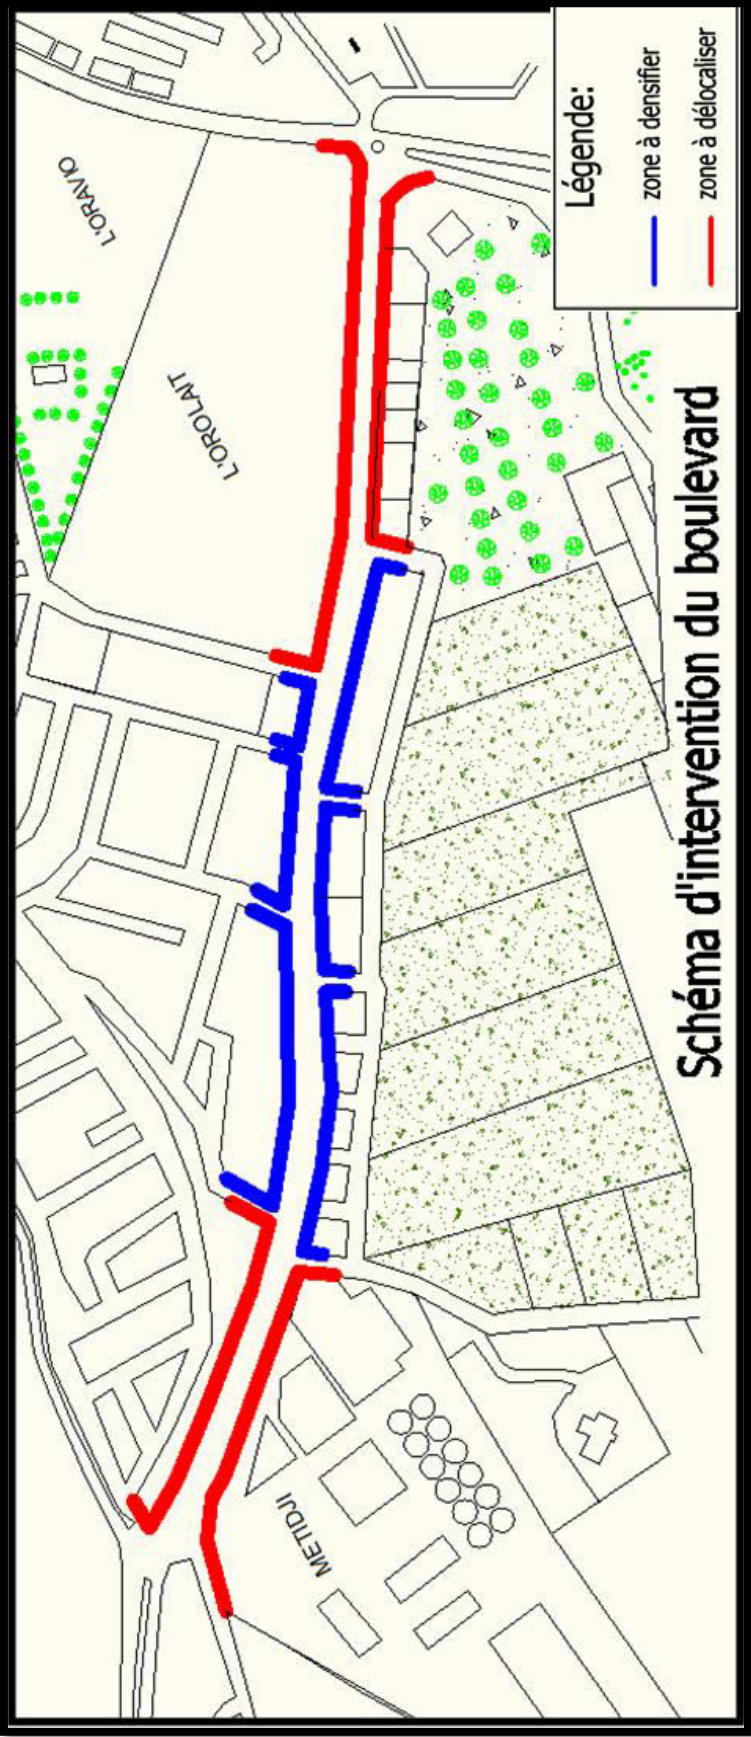 Légende:
zone à densifier
zone à délocaliser
L'ORAVIO
L'OROLAIT
METIDJI
Schéma d'intervention du boulevard